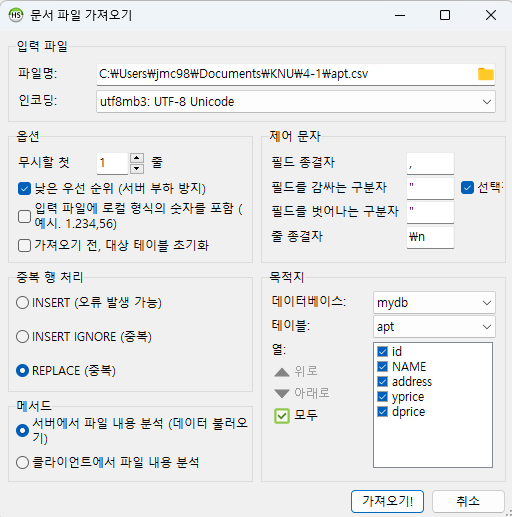 HS 문서 파일 가져오기
입력 파일
파일명: C:₩Users₩jmc98₩Documents₩KNU₩4-1₩apt.csv
인코딩: utf8mb3: UTF-8 Unicode
옵션
무시할 첫 1 줄
낮은 우선 순위 (서버 부하 방지)
입력 파일에 로컬 형식의 숫자를 포함 (
예시. 1.234,56)
가져오기 전, 대상 테이블 초기화
제어 문자
필드 종결자 ,
필드를 감싸는 구분자 " 선택
필드를 벗어나는 구분자 "
줄 종결자 ₩n
중복 행 처리
INSERT (오류 발생 가능)
INSERT IGNORE (중복)
REPLACE (중복)
메서드
서버에서 파일 내용 분석 (데이터 불러오
기)
클라이언트에서 파일 내용 분석
목적지
데이터베이스: mydb
테이블: apt
열:
위로
아래로
모두
id
NAME
address
yprice
dprice
가져오기!
취소